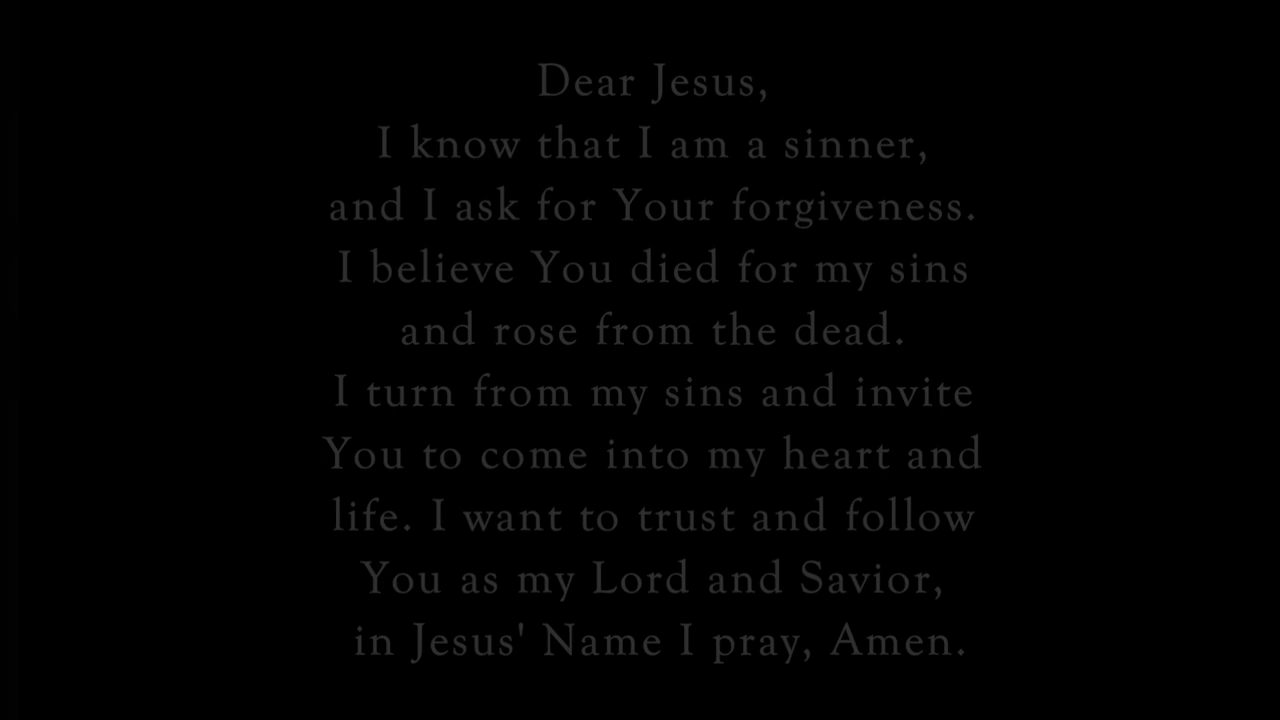 Dear Jesus,
I know that I am a sinner,
and I ask for Your forgiveness.
I believe You died for my sins
and rose from the dead.
I turn from my sins and invite
You to come into my heart and
life. I want to trust and follow
You as my Lord and Savior,
in Jesus' Name I pray, Amen.